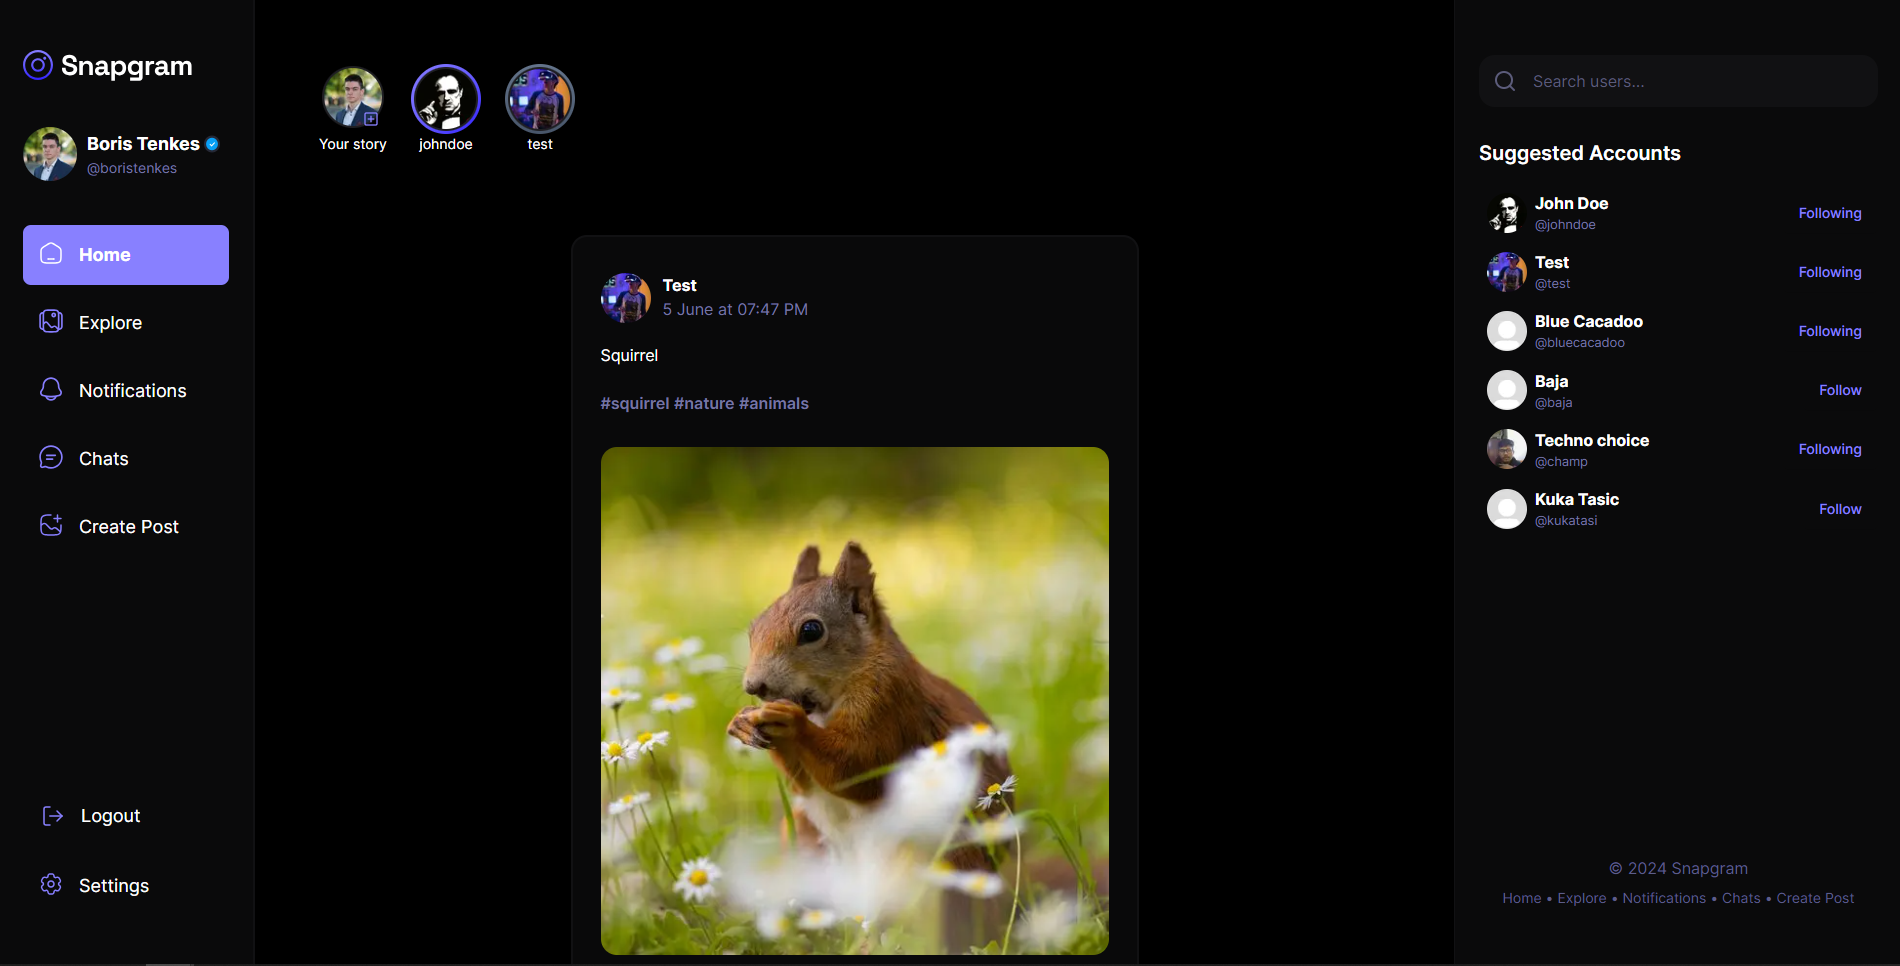 Snapgram
Boris Tenkes
@boristenkes
Home
Explore
Notifications
Chats
Create Post
Logout
Settings
Your story
johndoe
test
Test
5 June at 07:47 PM
Squirrel
#squirrel #nature #animals
Search users...
Suggested Accounts
John Doe
@johndoe
Following
Test
@test
Following
Blue Cacadoo
@bluecacadoo
Following
Baja
@baja
Follow
Techno choice
@champ
Following
Kuka Tasic
@kukatasi
Follow
© 2024 Snapgram
Home • Explore • Notifications • Chats • Create Post